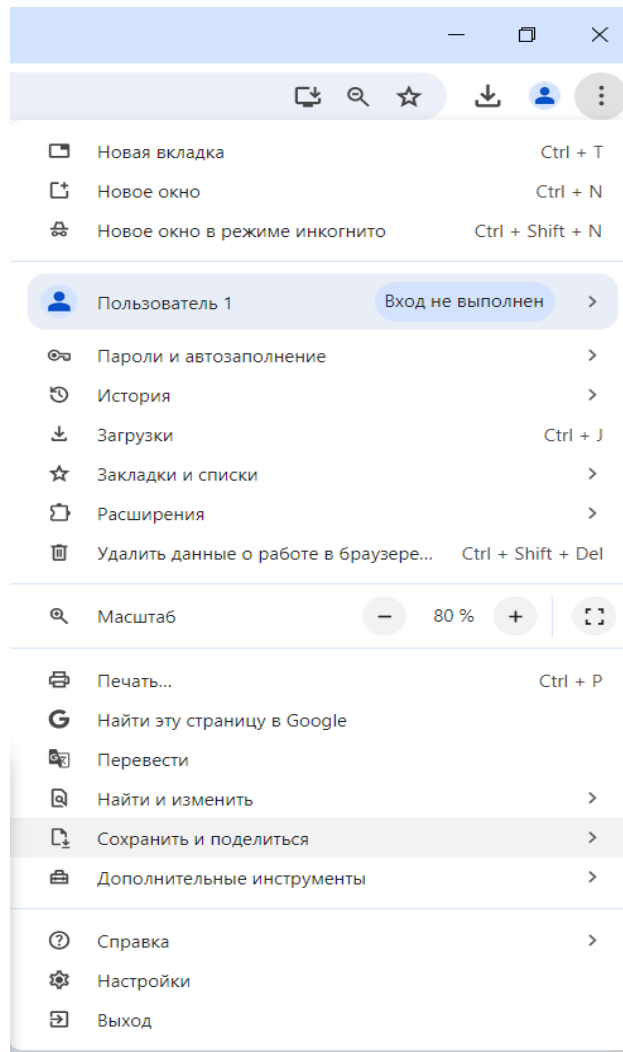 Новая вкладка Ctrl + T
Новое окно Ctrl + N
Новое окно в режиме инкогнито Ctrl + Shift + N
Пользователь 1 Вход не выполнен
Пароли и автозаполнение
История
Загрузки Ctrl + J
Закладки и списки
Расширения
Удалить данные о работе в браузере... Ctrl + Shift + Del
Масштаб 80 %
Печать... Ctrl + P
Найти эту страницу в Google
Перевести
Найти и изменить
Сохранить и поделиться
Дополнительные инструменты
Справка
Настройки
Выход